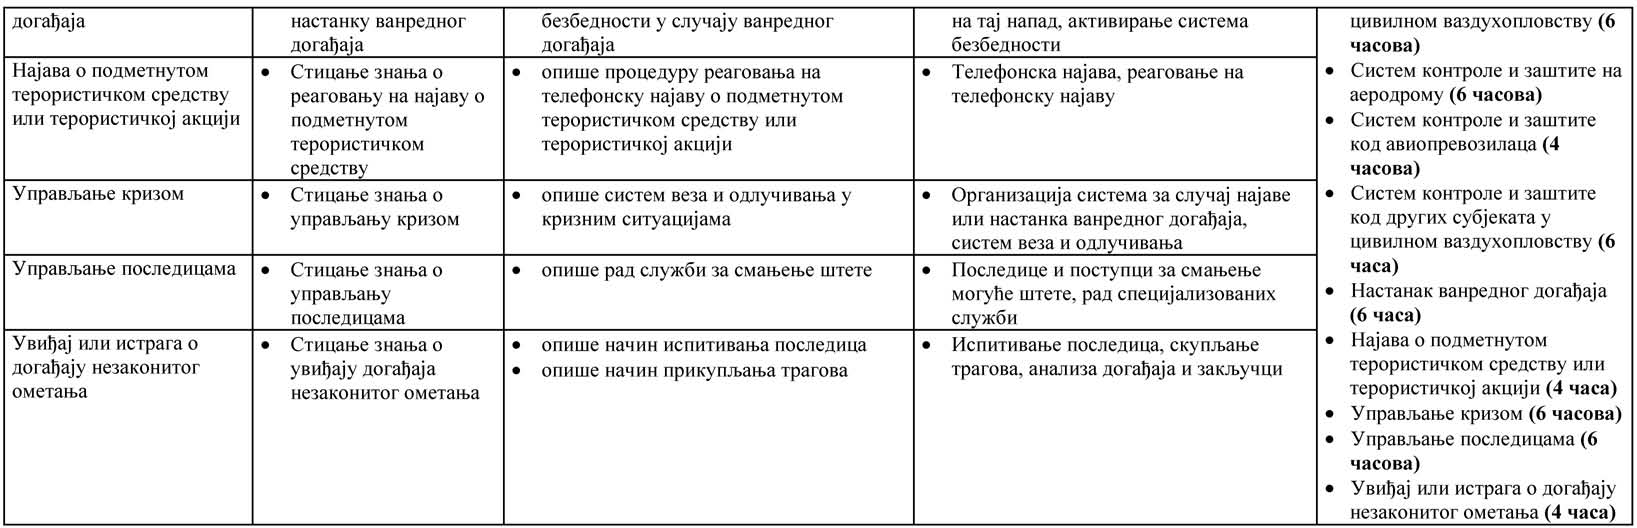 догађаја
настанку ванредног
догађаја
безбедности у случају ванредног
догађаја
на тај напад, активирање система
безбедности
Најава о подметнутом
терористичком средству
или терористичкој акцији
• Стицање знања о
реаговању на најаву о
подметнутом
терористичком
средству
• опише процедуру реаговања на
телефонску најаву о подметнутом
терористичком средству или
терористичкој акцији
• Телефонска најава, реаговање на
телефонску најаву
Управљање кризом
• Стицање знања о
управљању кризом
• опише систем веза и одлучивања у
кризним ситуацијама
• Организација система за случај најаве
или настанка ванредног догађаја,
систем веза и одлучивања
Управљање последицама
• Стицање знања о
управљању
последицама
• опише рад служби за смањење штете
• Последице и поступци за смањење
могуће штете, рад специјализованих
служби
Увиђај или истрага о
догађају незаконитог
ометања
• Стицање знања о
увиђају догађаја
незаконитог ометања
• опише начин испитивања последица
• опише начин прикупљања трагова
• Испитивање последица, скупљање
трагова, анализа догађаја и закључци
цивилном ваздухопловству (6
часова)
• Систем контроле и заштите на
аеродрому (6 часова)
• Систем контроле и заштите
код авиопревозилаца (4
часова)
• Систем контроле и заштите
код других субјеката у
цивилном ваздухопловству (6
часа)
• Настанак ванредног догађаја
(6 часа)
• Најава о подметнутом
терористичком средству или
терористичкој акцији (4 часа)
• Управљање кризом (6 часова)
• Управљање последицама (6
часова)
• Увиђај или истрага о догађају
незаконитог ометања (4 часа)